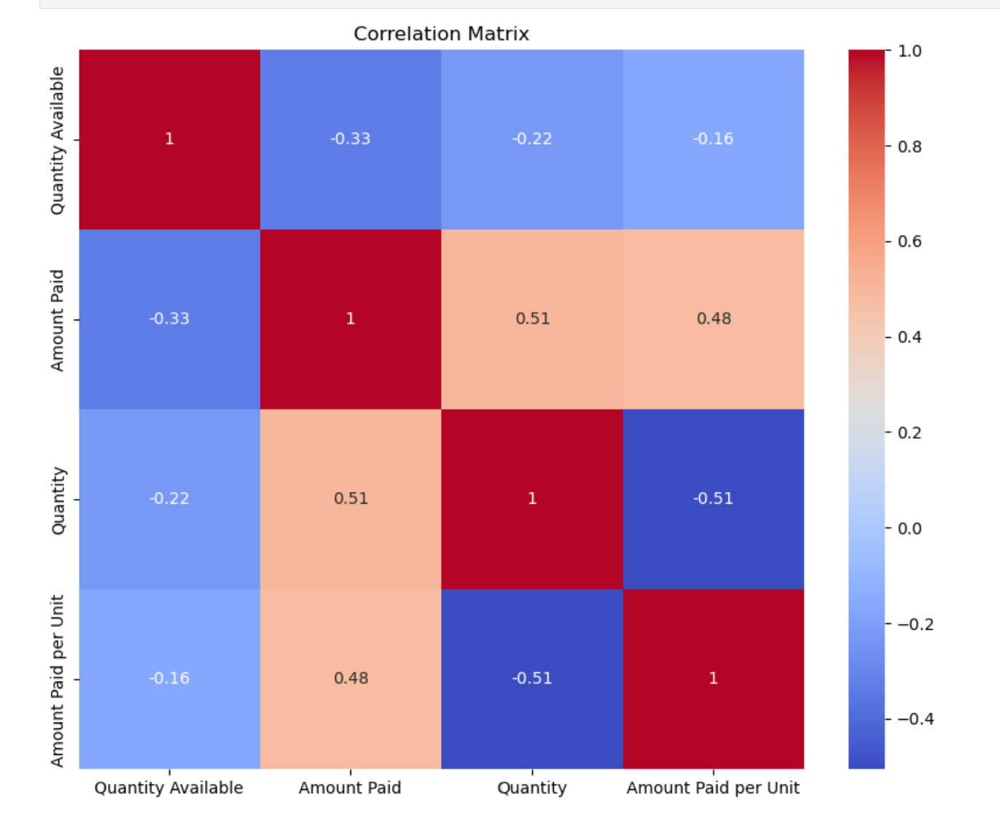 Correlation Matrix
Quantity Available
1
-0.33
-0.22
-0.16
Amount Paid
-0.33
1
0.51
0.48
Quantity
-0.22
0.51
1
-0.51
Amount Paid per Unit
-0.16
0.48
-0.51
1
Quantity Available
Amount Paid
Quantity
Amount Paid per Unit
1.0
0.8
0.6
0.4
0.2
0.0
−0.2
−0.4